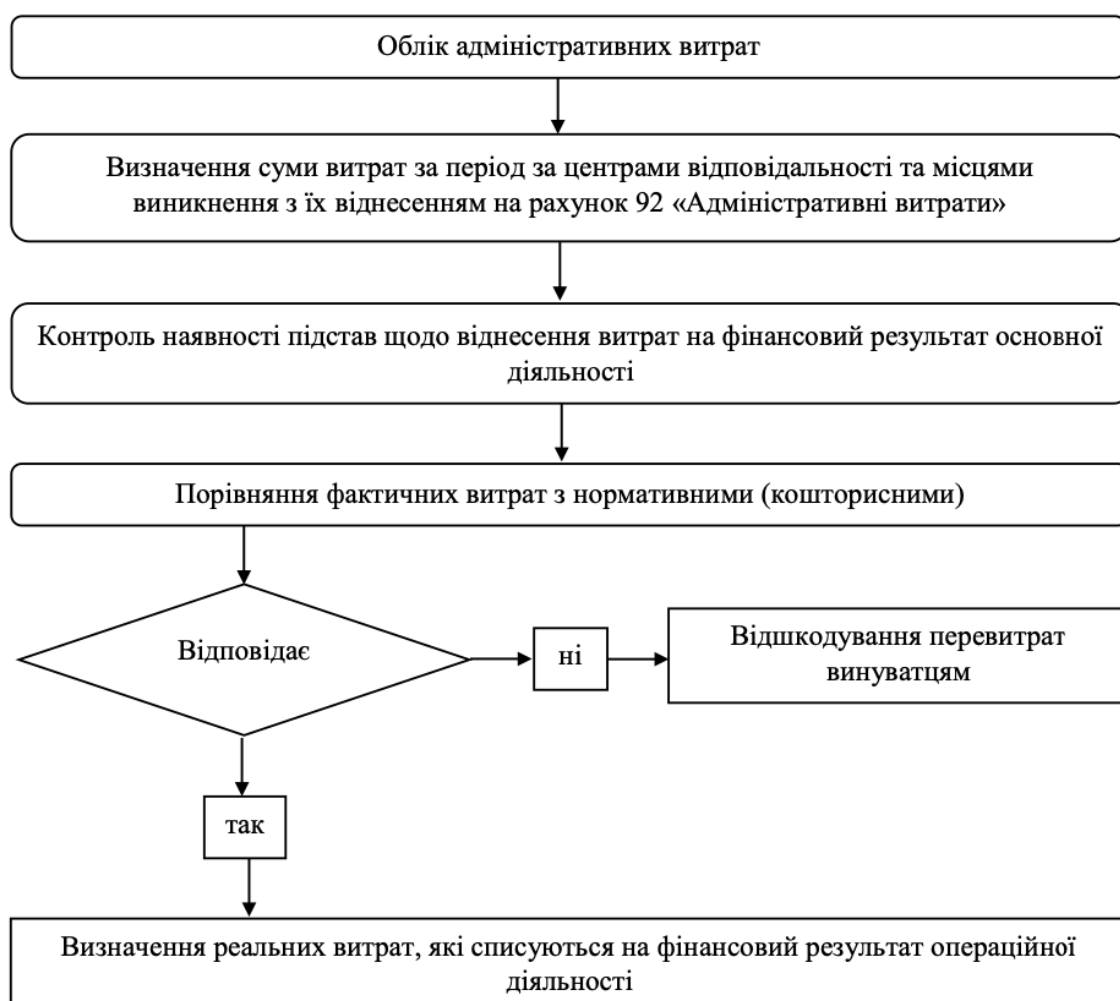 Облік адміністративних витрат
Визначення суми витрат за період за центрами відповідальності та місцями
виникнення з їх віднесенням на рахунок 92 «Адміністративні витрати»
Контроль наявності підстав щодо віднесення витрат на фінансовий результат основної
діяльності
Порівняння фактичних витрат з нормативними (кошторисними)
Відповідає
ні
Відшкодування перевитрат
винуватцям
так
Визначення реальних витрат, які списуються на фінансовий результат операційної
діяльності